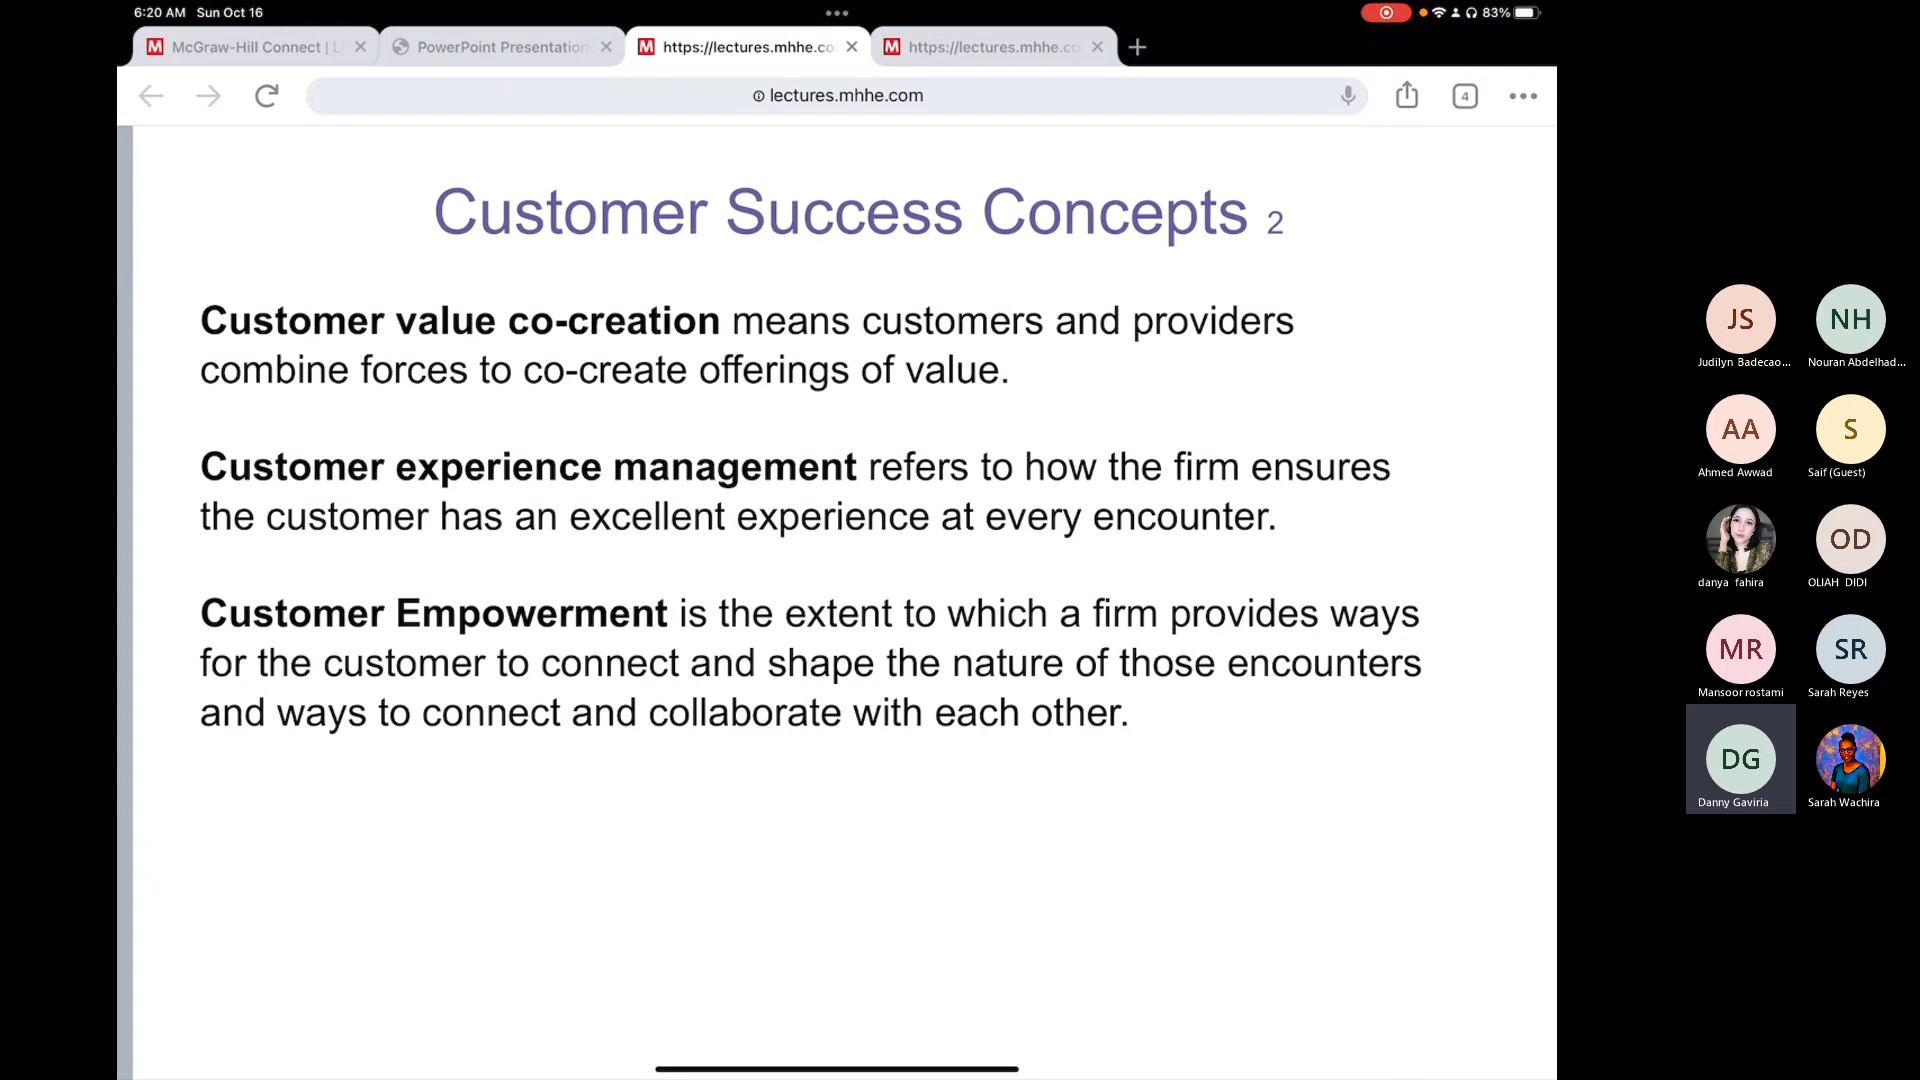 6:20 AM Sun Oct 16
83%
McGraw-Hill Connect | L
PowerPoint Presentation
https://lectures.mhhe.co
https://lectures.mhhe.co
lectures.mhhe.com
4
Customer Success Concepts 2
Customer value co-creation means customers and providers
combine forces to co-create offerings of value.
Customer experience management refers to how the firm ensures
the customer has an excellent experience at every encounter.
Customer Empowerment is the extent to which a firm provides ways
for the customer to connect and shape the nature of those encounters
and ways to connect and collaborate with each other.
JS
NH
Judilyn Badecao...
Nouran Abdelhad...
AA
S
Ahmed Awwad
Saif (Guest)
OD
danya fahira
OLIAH DIDI
MR
SR
Mansoor rostami
Sarah Reyes
DG
Danny Gaviria
Sarah Wachira